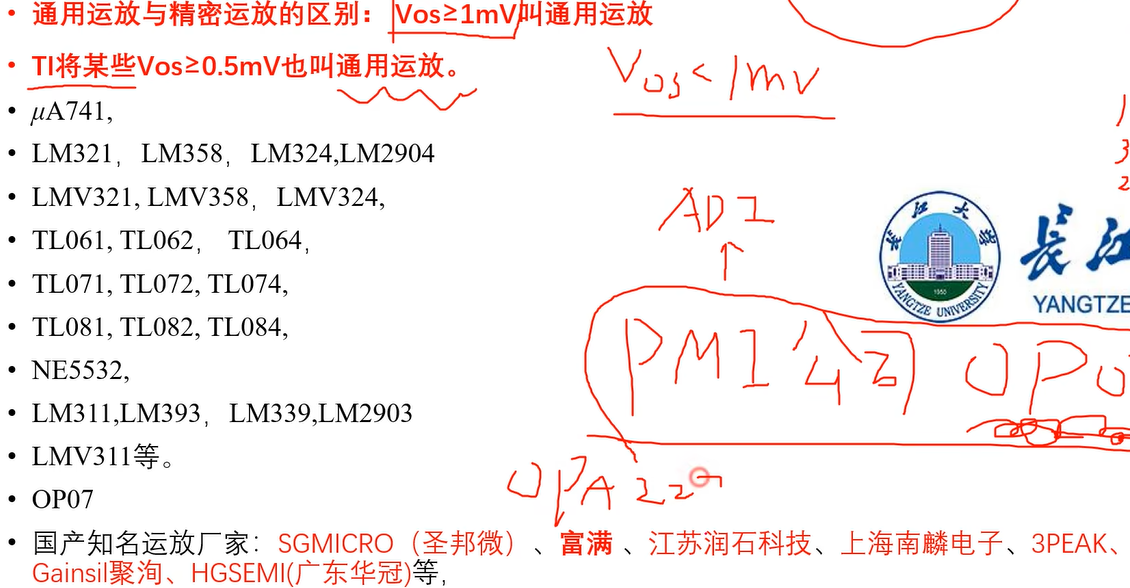 • 通用运放与精密运放的区别：Vos≥1mV叫通用运放
• TI将某些Vos≥0.5mV也叫通用运放。
Vos<1mV
• μA741,
• LM321，LM358，LM324,LM2904
• LMV321, LMV358，LMV324,
ADI
• TL061, TL062， TL064，
长江
YANGTZE UNIVERSITY
1950
YANGTZE
• TL071, TL072, TL074,
• TL081, TL082, TL084,
PMI公司 OP0
• NE5532,
• LM311,LM393，LM339,LM2903
• LMV311等。
OPA227
• OP07
• 国产知名运放厂家：SGMICRO（圣邦微）、富满 、江苏润石科技、上海南麟电子、3PEAK、
Gainsil聚洵、HGSEMI(广东华冠)等，